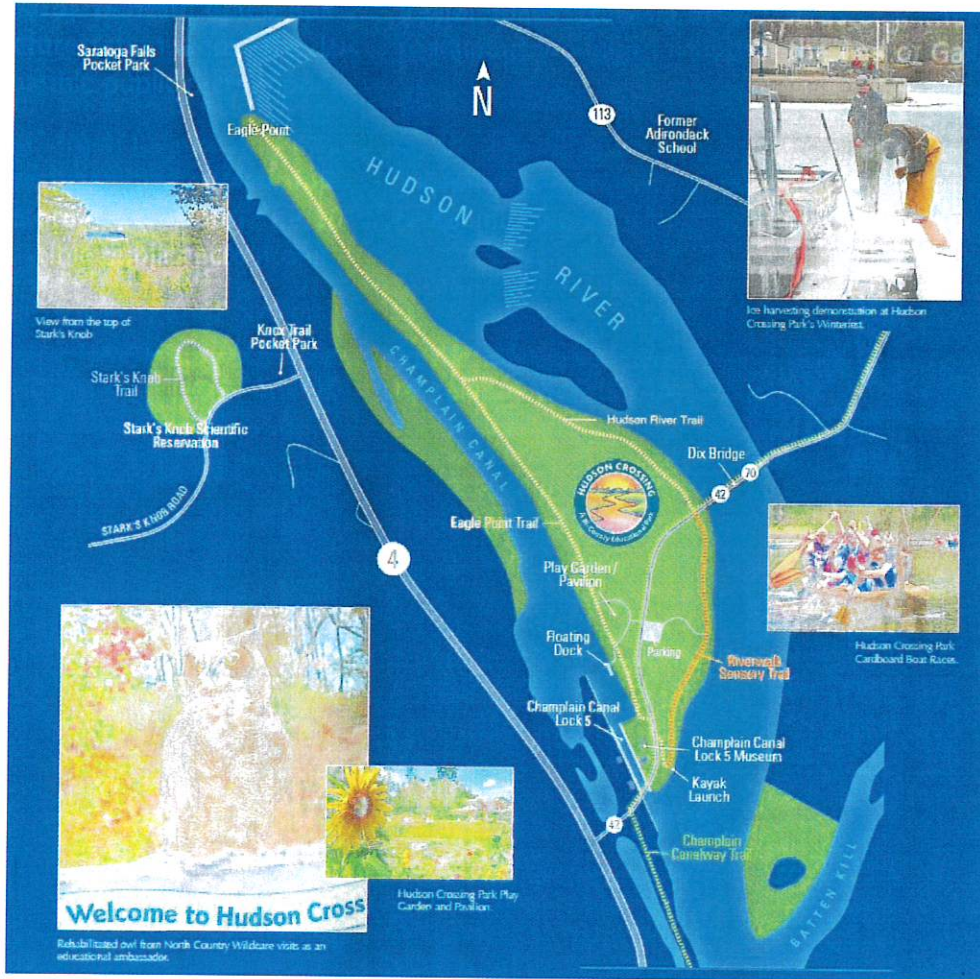 Saratoga Falls
Pocket Park
Eagle Point
N
HUDSON
RIVER
113
Former
Adirondack
School
View from the top of
Stark's Knob
Ice harvesting demonstration at Hudson
Crossing Park's Winterfest.
Knox Trail
Pocket Park
Stark's Knob
Trail
Stark's Knob Scientific
Reservation
STARK'S KNOB ROAD
CHAMPLAIN CANAL
Hudson River Trail
Dix Bridge
70
42
HUDSON CROSSING
A Bi-County Educational Park
Eagle Point Trail
4
Play Garden /
Pavilion
Floating
Dock
Parking
Riverwalk
Sensory Trail
Hudson Crossing Park
Cardboard Boat Races.
Champlain Canal
Lock 5
Champlain Canal
Lock 5 Museum
Kayak
Launch
42
Champlain
Canalway Trail
BATTEN KILL
Welcome to Hudson Cross
Hudson Crossing Park Play
Garden and Pavilion.
Rehabilitated owl from North Country Wildcare visits as an
educational ambassador.